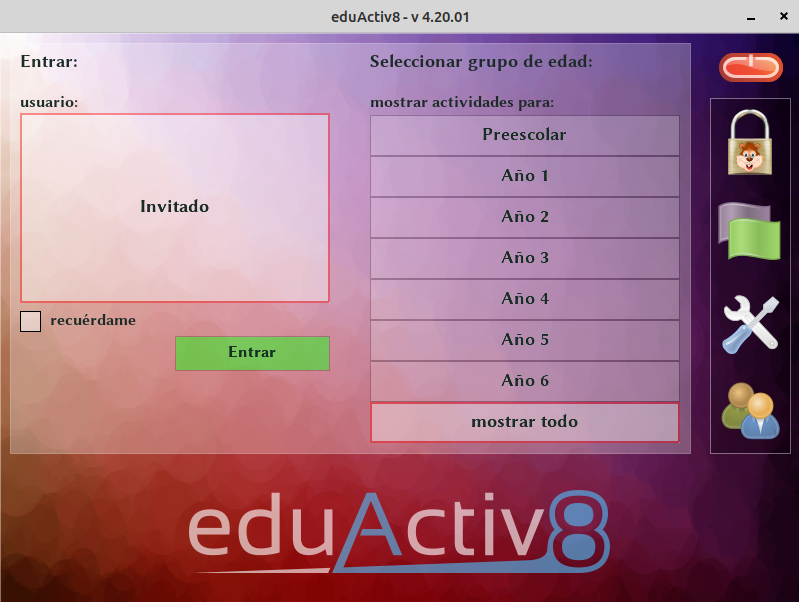 eduActiv8 - v 4.20.01
Entrar:
usuario:
Invitado
recuérdame
Entrar
Seleccionar grupo de edad:
mostrar actividades para:
Preescolar
Año 1
Año 2
Año 3
Año 4
Año 5
Año 6
mostrar todo
eduActiv8